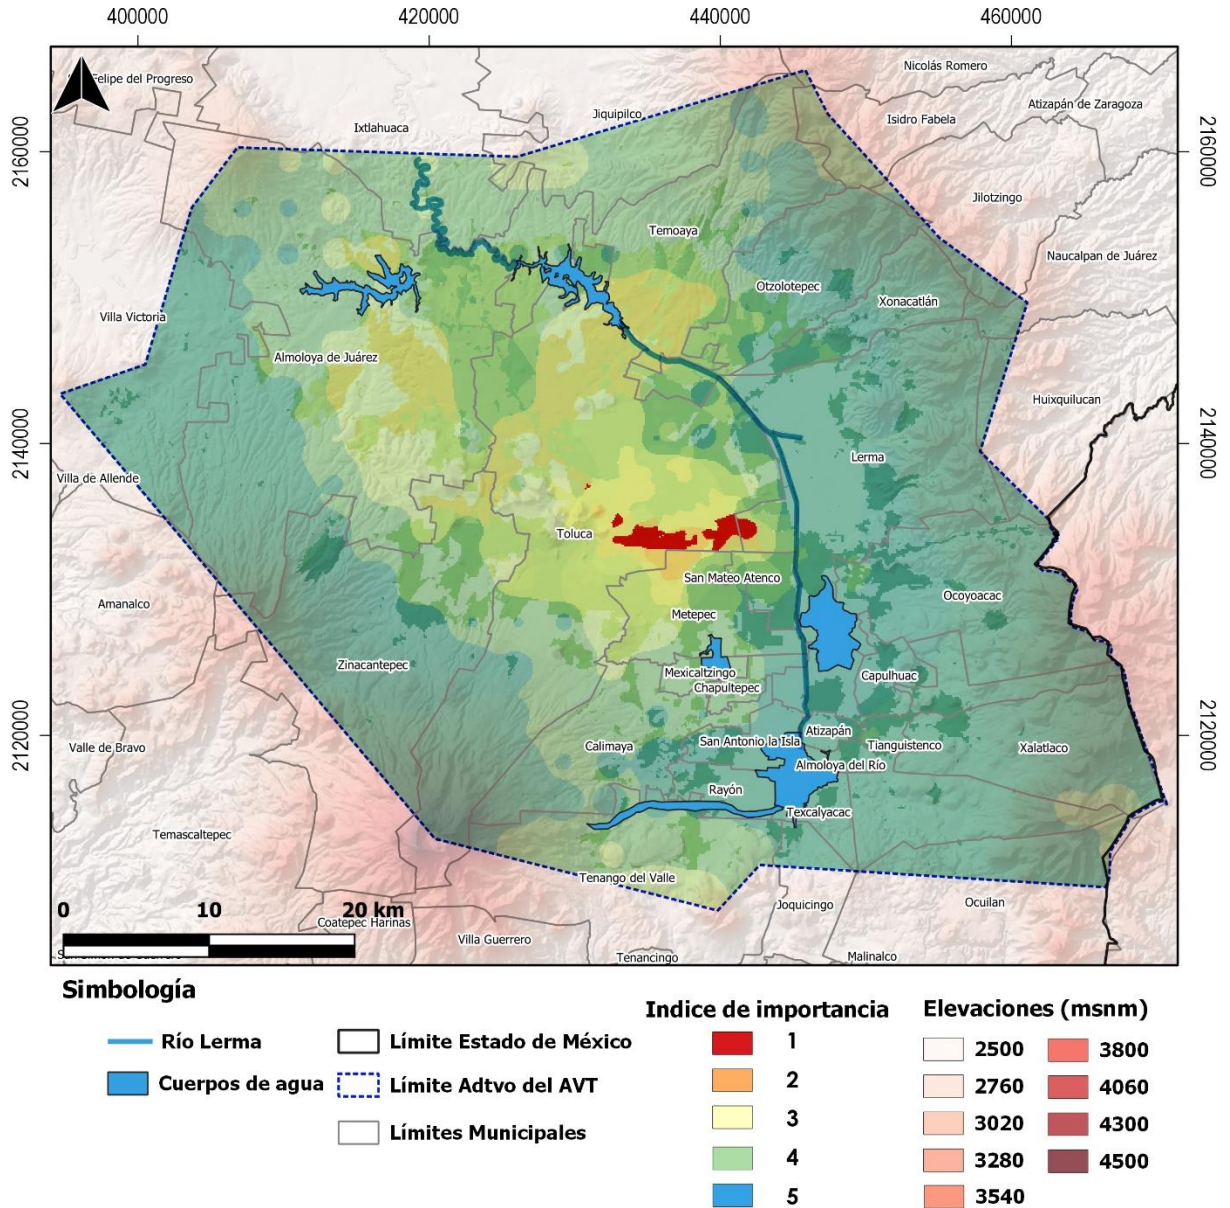 400000 420000 440000 460000
Felipe del Progreso
Nicolás Romero
Atizapán de Zaragoza
Isidro Fabela
Jiquipilco
Ixtlahuaca
2160000 2160000
Jilotzingo
Temoaya
Naucalpan de Juárez
Otzolotepec
Xonacatlán
Villa Victoria
Almoloya de Juárez
Huixquilucan
2140000 2140000
Lerma
Villa de Allende
Toluca
San Mateo Atenco
Ocoyoacac
Amanalco
Metepec
Zinacantepec
Mexicaltzingo
Capulhuac
Chapultepec
2120000 2120000
Atizapán
San Antonio la Isla
Valle de Bravo
Calimaya
Tianguistenco
Xalatlaco
Almoloya del Río
Rayón
Texcalyacac
Temascaltepec
Tenango del Valle
Joquicingo
Ocuilan
0 10 20 km
Coatepec Harinas
Villa Guerrero
Tenancingo
Malinalco
Simbología
Río Lerma
Cuerpos de agua
Límite Estado de México
Límite Adtvo del AVT
Límites Municipales
Indice de importancia
1
2
3
4
5
Elevaciones (msnm)
2500
2760
3020
3280
3540
3800
4060
4300
4500